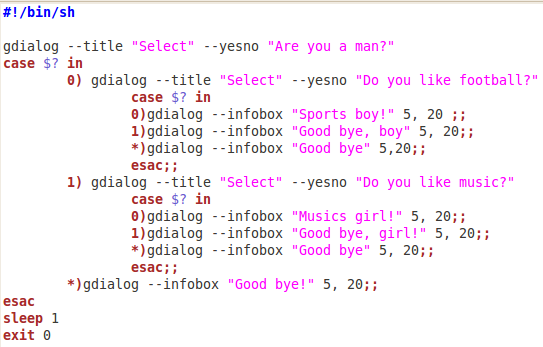 #!/bin/sh

gdialog --title "Select" --yesno "Are you a man?"
case $? in
        0) gdialog --title "Select" --yesno "Do you like football?"
                case $? in
                0)gdialog --infobox "Sports boy!" 5, 20 ;;
                1)gdialog --infobox "Good bye, boy" 5, 20;;
                *)gdialog --infobox "Good bye" 5,20;;
                esac;;
        1) gdialog --title "Select" --yesno "Do you like music?"
                case $? in
                0)gdialog --infobox "Musics girl!" 5, 20;;
                1)gdialog --infobox "Good bye, girl!" 5, 20;;
                *)gdialog --infobox "Good bye" 5, 20;;
                esac;;
        *)gdialog --infobox "Good bye!" 5, 20;;
esac
sleep 1
exit 0